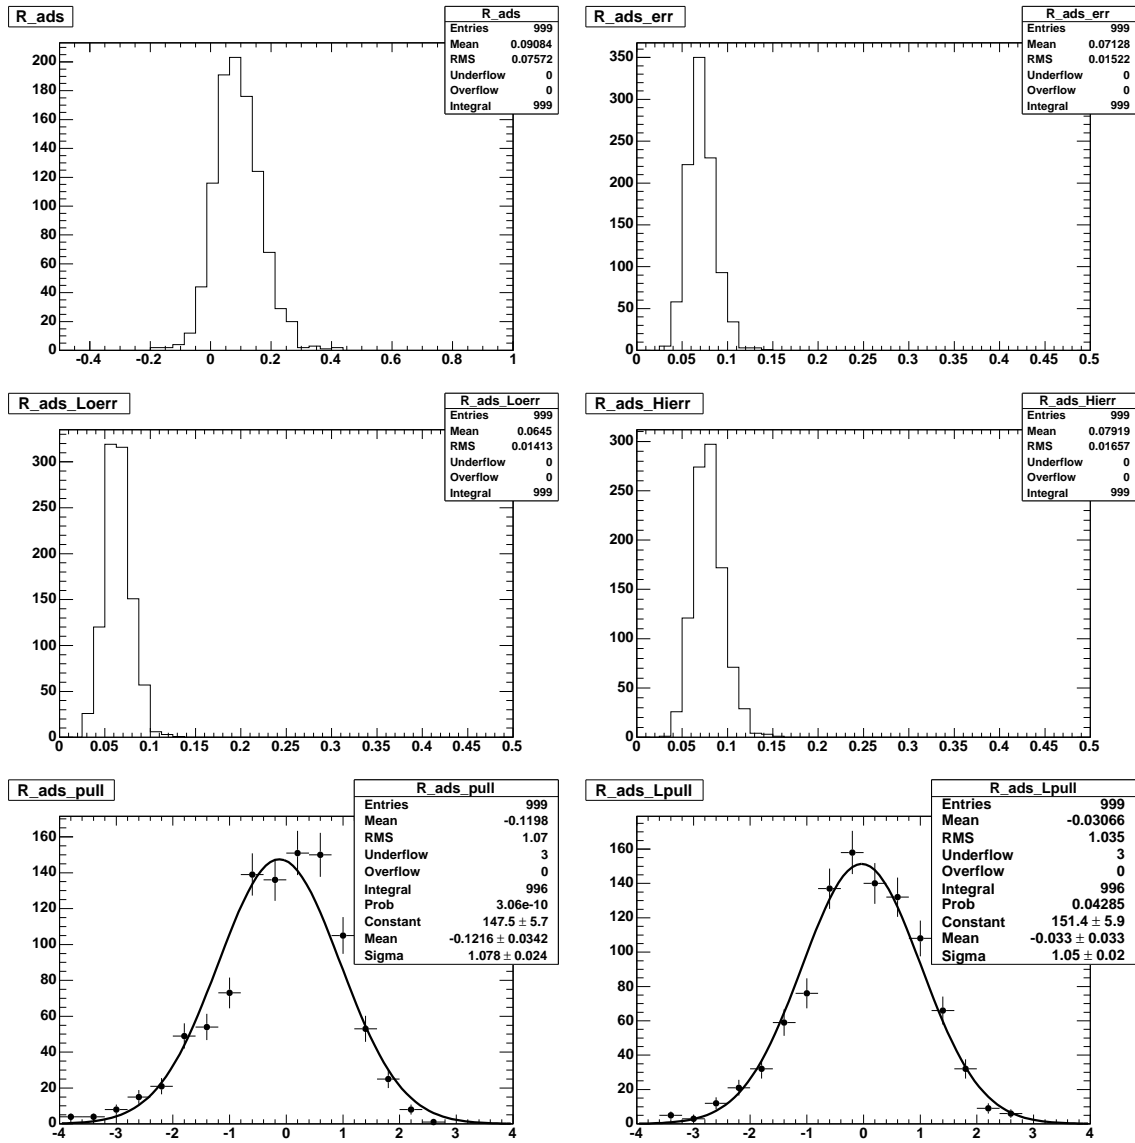 R_ads
R_ads
Entries 999
Mean 0.09084
RMS 0.07572
Underflow 0
Overflow 0
Integral 999
200
180
160
140
120
100
80
60
40
20
0
-0.4 -0.2 0 0.2 0.4 0.6 0.8 1
R_ads_err
R_ads_err
Entries 999
Mean 0.07128
RMS 0.01522
Underflow 0
Overflow 0
Integral 999
350
300
250
200
150
100
50
0
0 0.05 0.1 0.15 0.2 0.25 0.3 0.35 0.4 0.45 0.5
R_ads_Loerr
R_ads_Loerr
Entries 999
Mean 0.0645
RMS 0.01413
Underflow 0
Overflow 0
Integral 999
300
250
200
150
100
50
0
0 0.05 0.1 0.15 0.2 0.25 0.3 0.35 0.4 0.45 0.5
R_ads_Hierr
R_ads_Hierr
Entries 999
Mean 0.07919
RMS 0.01657
Underflow 0
Overflow 0
Integral 999
300
250
200
150
100
50
0
0 0.05 0.1 0.15 0.2 0.25 0.3 0.35 0.4 0.45 0.5
R_ads_pull
R_ads_pull
Entries 999
Mean -0.1198
RMS 1.07
Underflow 3
Overflow 0
Integral 996
Prob 3.06e-10
Constant 147.5 ± 5.7
Mean -0.1216 ± 0.0342
Sigma 1.078 ± 0.024
160
140
120
100
80
60
40
20
0
-4 -3 -2 -1 0 1 2 3 4
R_ads_Lpull
R_ads_Lpull
Entries 999
Mean -0.03066
RMS 1.035
Underflow 3
Overflow 0
Integral 996
Prob 0.04285
Constant 151.4 ± 5.9
Mean -0.033 ± 0.033
Sigma 1.05 ± 0.02
160
140
120
100
80
60
40
20
0
-4 -3 -2 -1 0 1 2 3 4